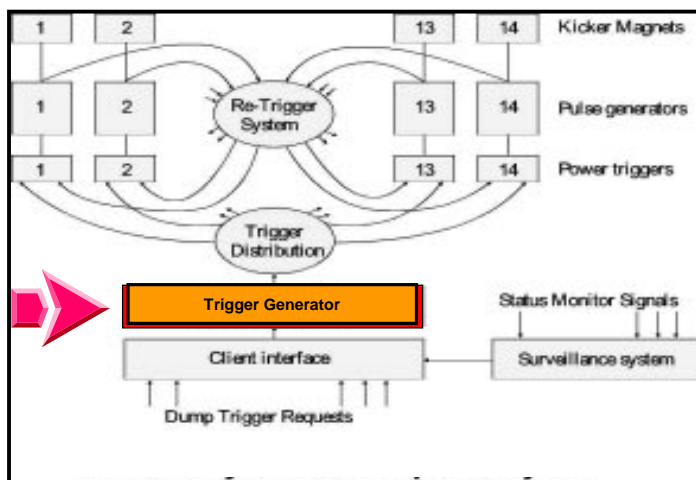 1 2 13 14 Kicker Magnets
Re-Trigger
System
1 2 13 14 Pulse generators
1 2 13 14 Power triggers
Trigger
Distribution
Trigger Generator
Status Monitor Signals
Client interface
Surveillance system
Dump Trigger Requests